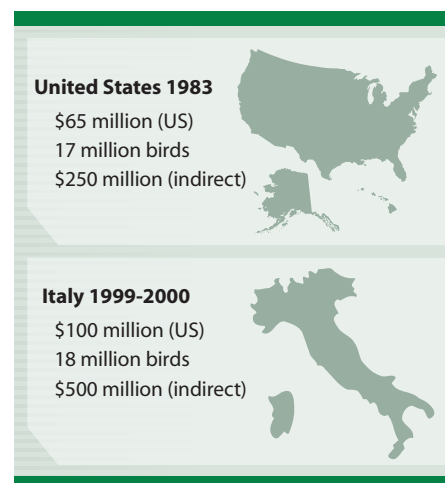 United States 1983
$65 million (US)
17 million birds
$250 million (indirect)
Italy 1999-2000
$100 million (US)
18 million birds
$500 million (indirect)